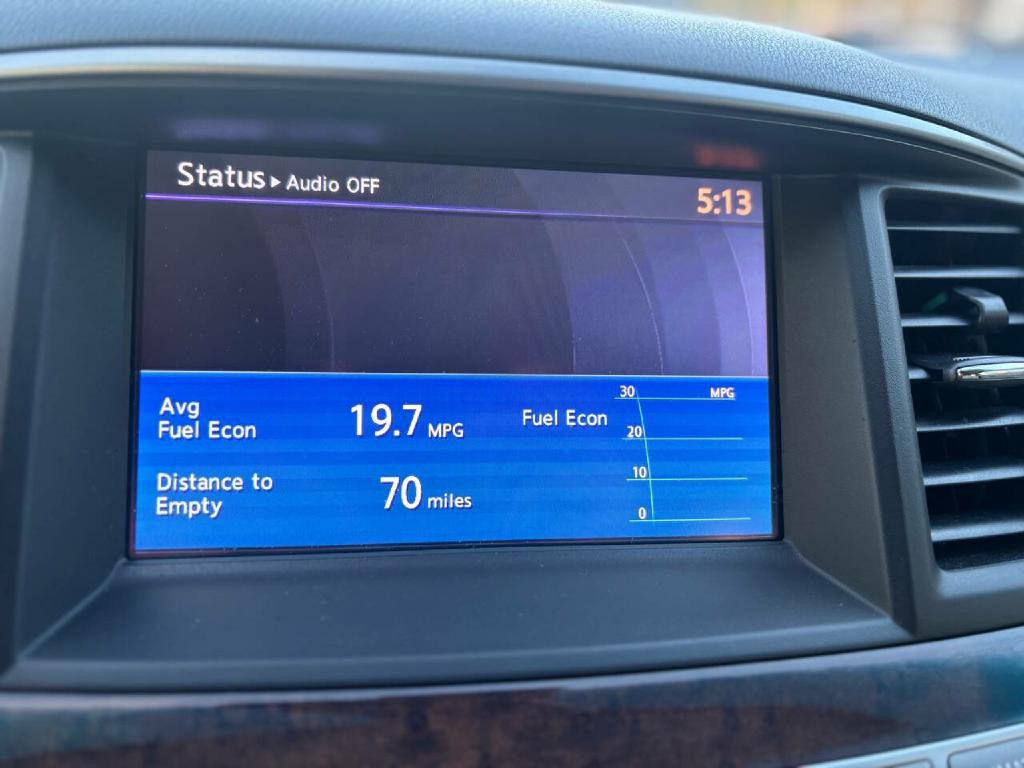 Status ▸ Audio OFF
5:13
Avg
Fuel Econ
19.7 MPG
Distance to
Empty
70 miles
Fuel Econ
30
MPG
20
10
0